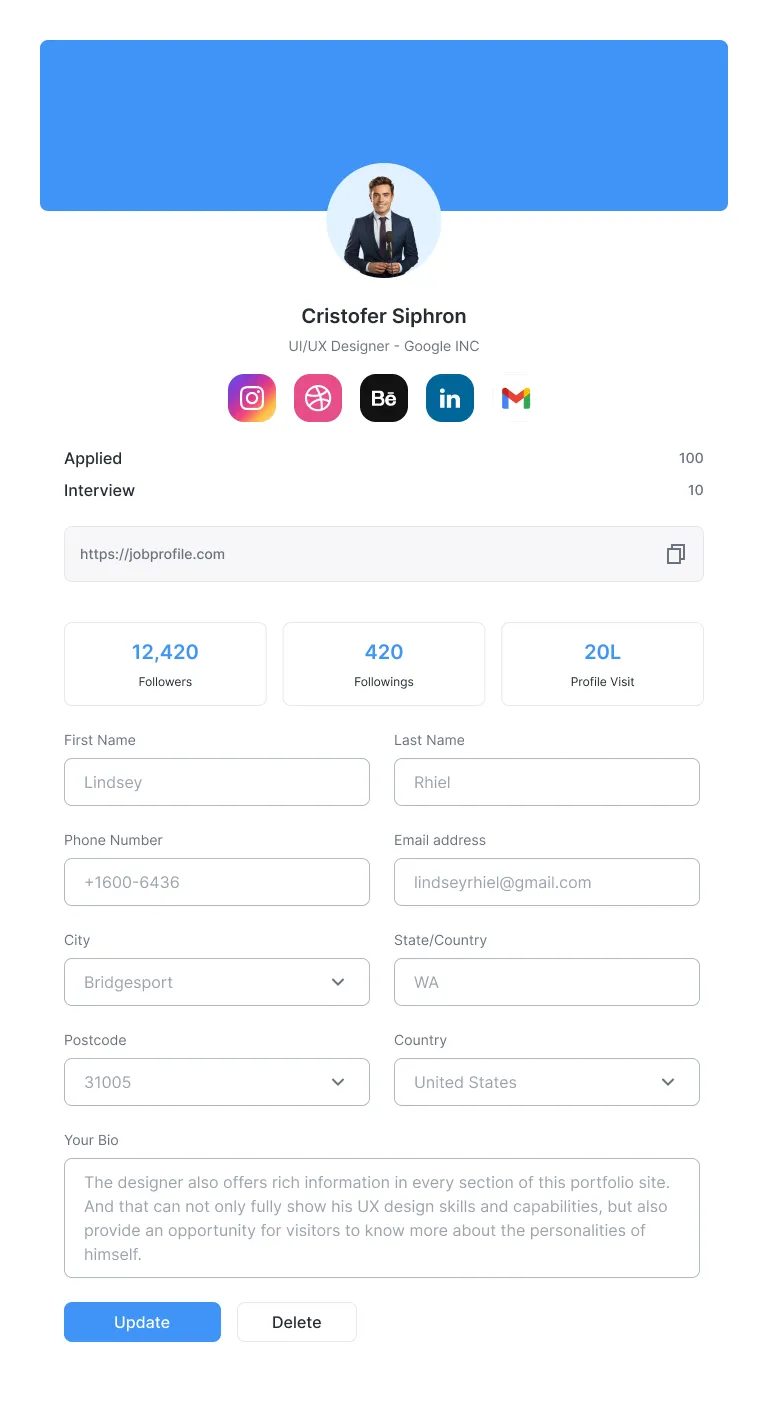 Cristofer Siphron
UI/UX Designer - Google INC
Bē
in
Applied 100
Interview 10
https://jobprofile.com
12,420
Followers
420
Followings
20L
Profile Visit
First Name
Lindsey
Last Name
Rhiel
Phone Number
+1600-6436
Email address
lindseyrhiel@gmail.com
City
Bridgesport
State/Country
WA
Postcode
31005
Country
United States
Your Bio
The designer also offers rich information in every section of this portfolio site.
And that can not only fully show his UX design skills and capabilities, but also
provide an opportunity for visitors to know more about the personalities of
himself.
Update
Delete